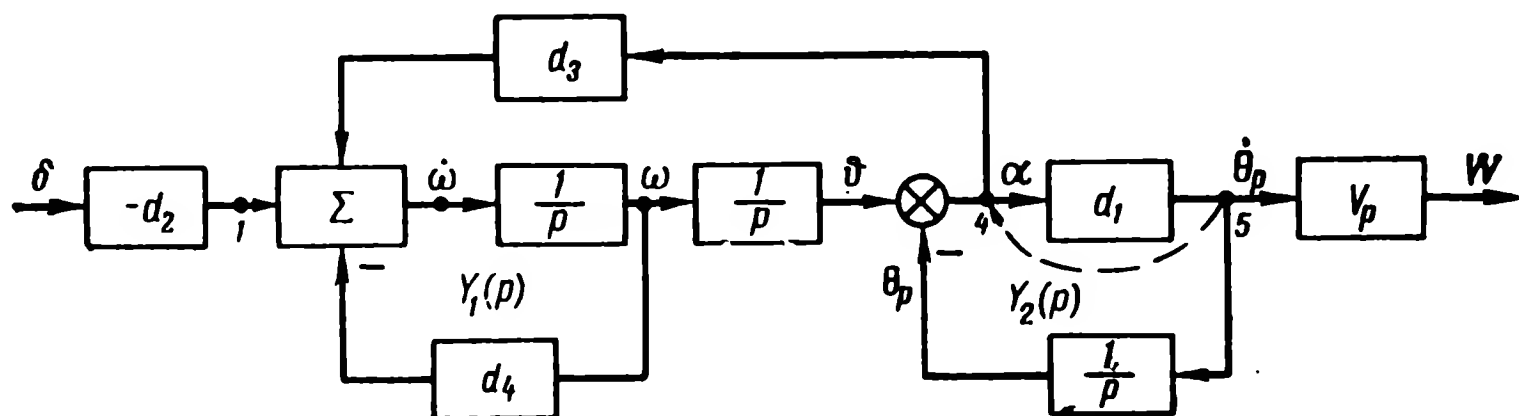 d₃
δ
-d₂
1
Σ
ω̇
1/p
ω
1/p
ϑ
4
α
d₁
θ̇ₚ
5
Vₚ
W
–
Y₁(p)
d₄
θₚ
–
Y₂(p)
1/p